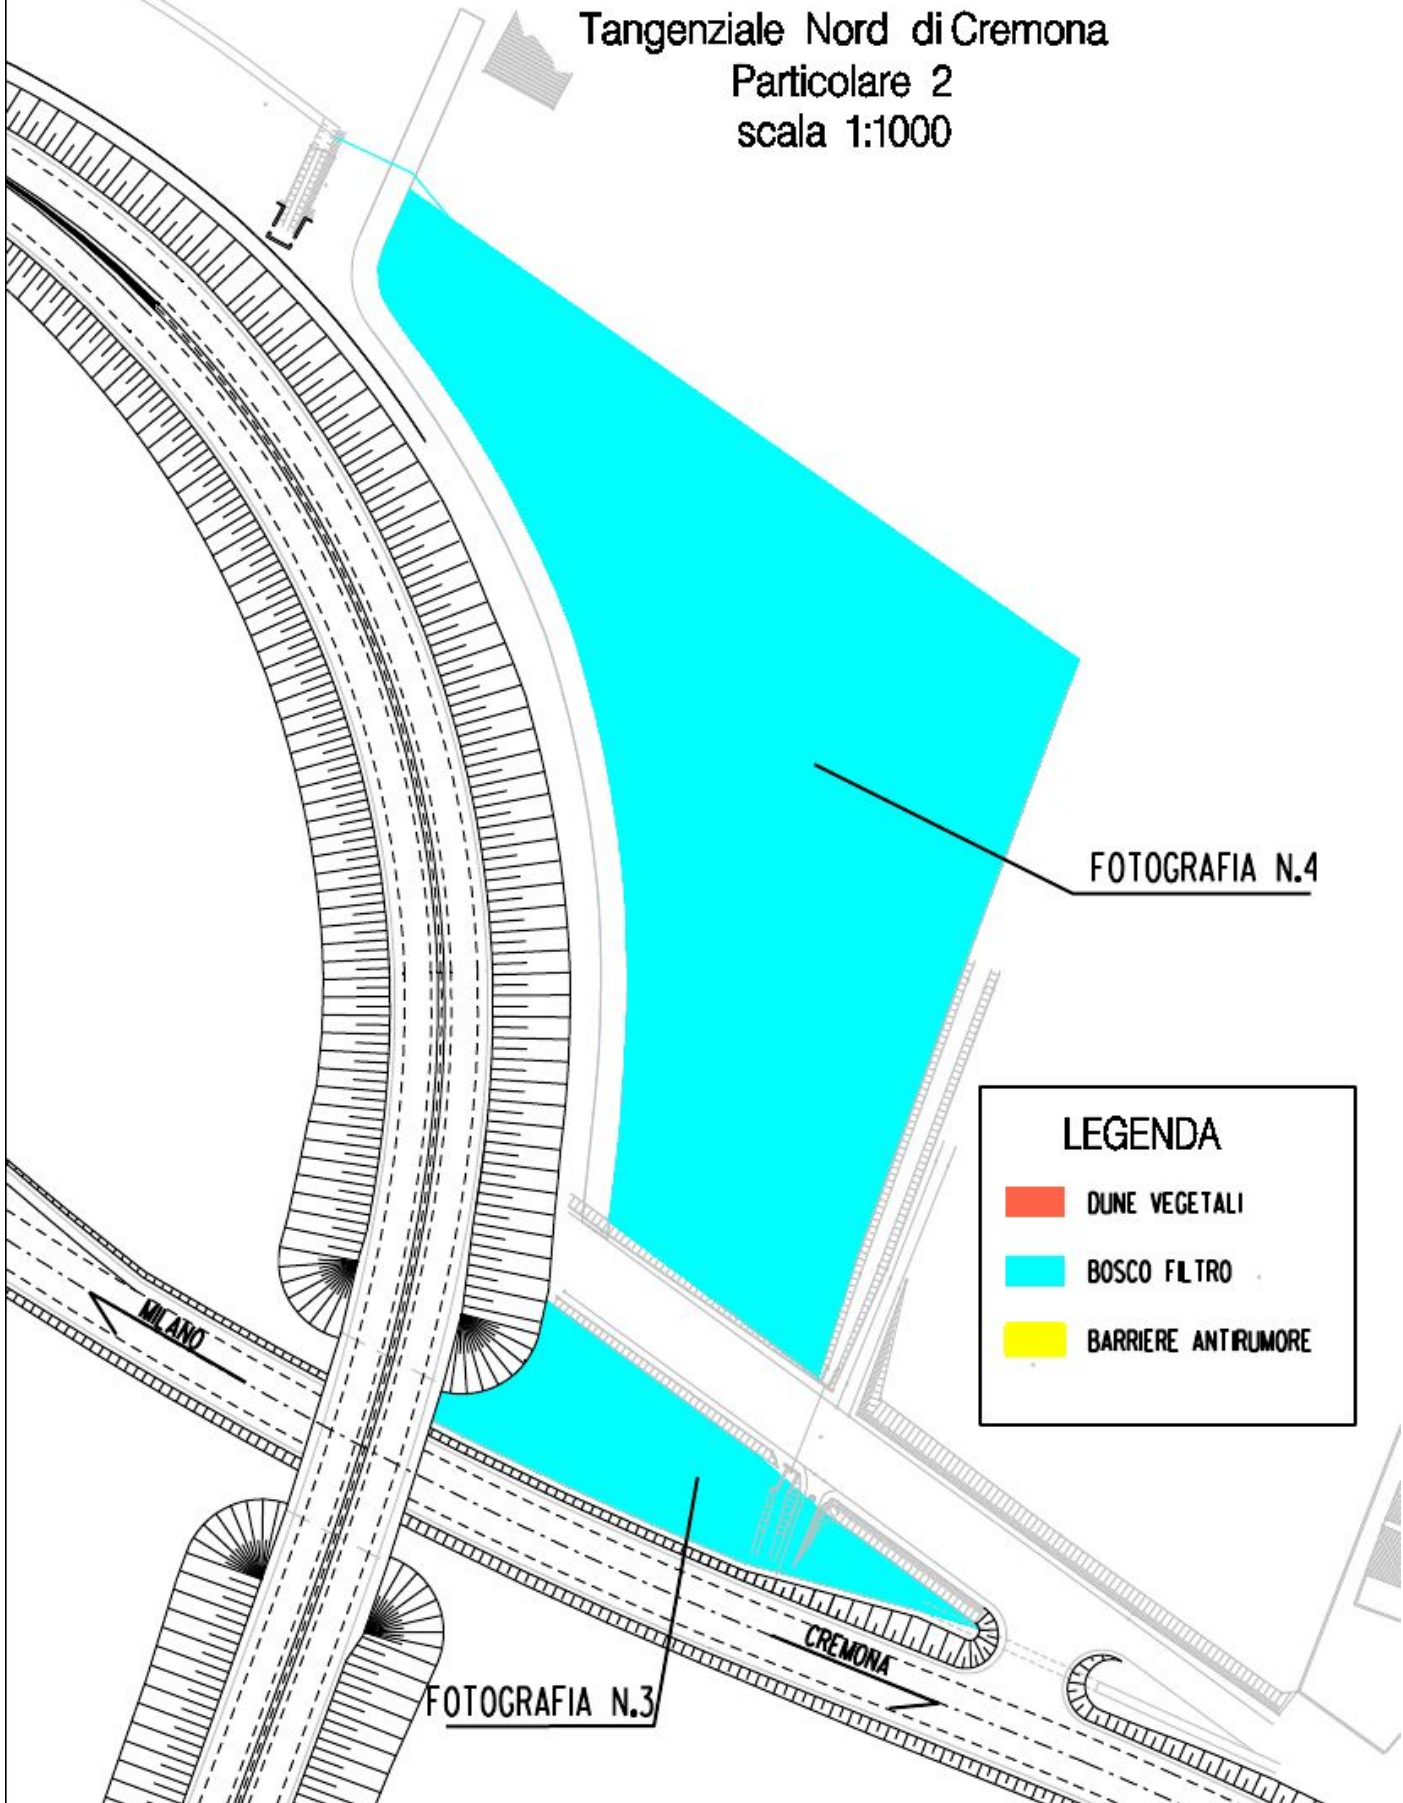 Tangenziale Nord di Cremona
Particolare 2
scala 1:1000
FOTOGRAFIA N.4
LEGENDA
DUNE VEGETALI
BOSCO FILTRO
BARRIERE ANTIRUMORE
MILANO
CREMONA
FOTOGRAFIA N.3